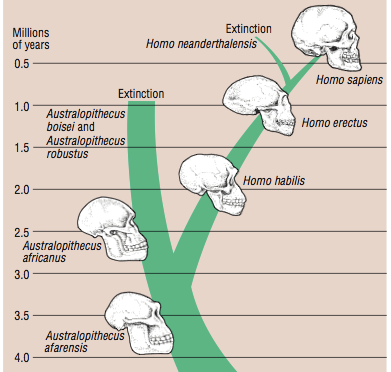 Millions
of years
Extinction
Homo neanderthalensis
Homo sapiens
0.5
Extinction
1.0
Australopithecus
boisei and
Australopithecus
robustus
Homo erectus
1.5
2.0
Homo habilis
2.5
Australopithecus
africanus
3.0
3.5
Australopithecus
afarensis
4.0